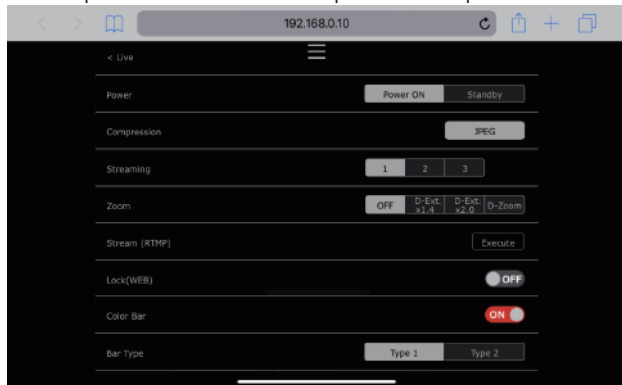 192.168.0.10
< Live
Power Power ON Standby
Compression JPEG
Streaming 1 2 3
Zoom OFF D-Ext. x1.4 D-Ext. x2.0 D-Zoom
Stream (RTMP) Execute
Lock(WEB) OFF
Color Bar ON
Bar Type Type 1 Type 2